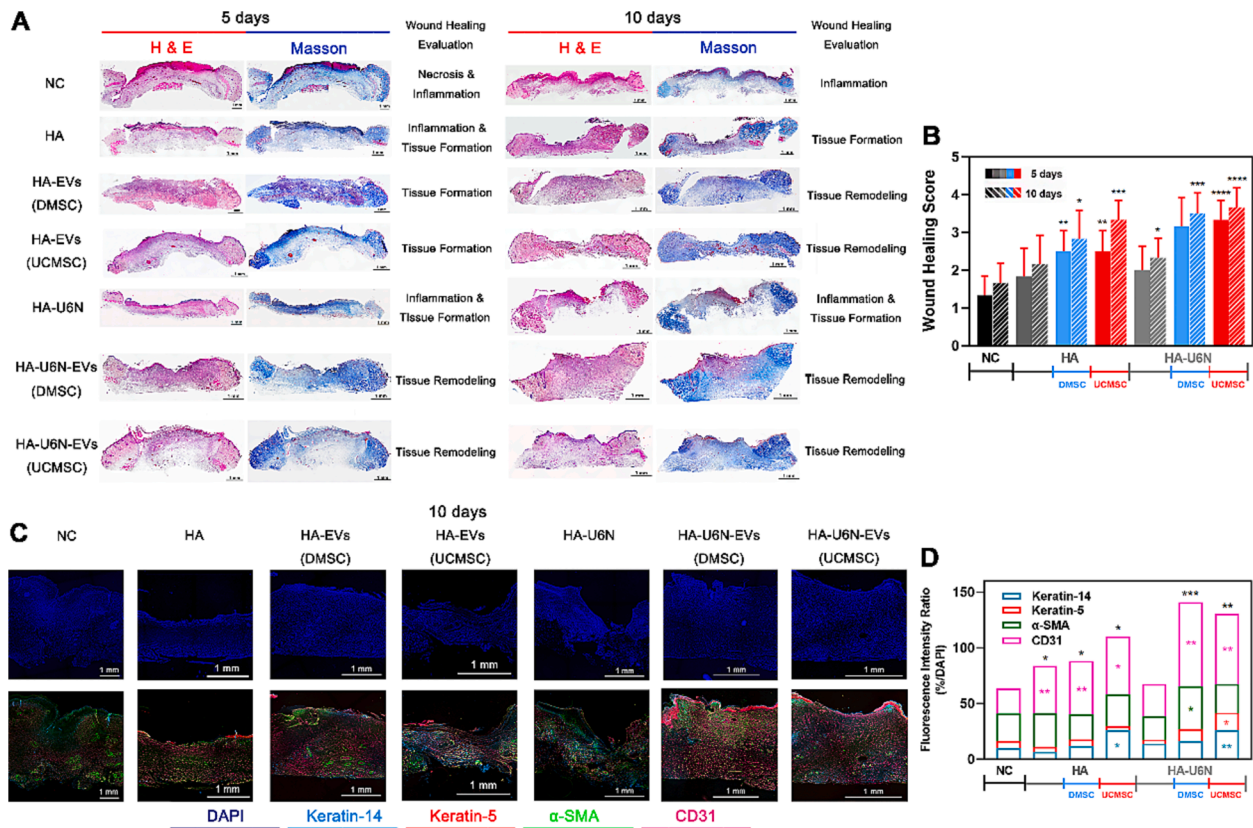 A
5 days
10 days
H & E
Masson
Wound Healing
Evaluation
H & E
Masson
Wound Healing
Evaluation
NC
Necrosis &
Inflammation
Inflammation
HA
Inflammation &
Tissue Formation
Tissue Formation
HA-EVs
(DMSC)
Tissue Formation
Tissue Remodeling
HA-EVs
(UCMSC)
Tissue Formation
Tissue Remodeling
HA-U6N
Inflammation &
Tissue Formation
Inflammation &
Tissue Formation
HA-U6N-EVs
(DMSC)
Tissue Remodeling
Tissue Remodeling
HA-U6N-EVs
(UCMSC)
Tissue Remodeling
Tissue Remodeling
1 mm
1 mm
1 mm
1 mm
B
Wound Healing Score
5
4
3
2
1
0
5 days
10 days
** * ** *** * *** **** ****
NC
HA
HA-U6N
DMSC
UCMSC
DMSC
UCMSC
C
10 days
NC
HA
HA-EVs
(DMSC)
HA-EVs
(UCMSC)
HA-U6N
HA-U6N-EVs
(DMSC)
HA-U6N-EVs
(UCMSC)
1 mm
1 mm
1 mm
1 mm
1 mm
1 mm
1 mm
1 mm
1 mm
1 mm
1 mm
1 mm
1 mm
1 mm
DAPI
Keratin-14
Keratin-5
α-SMA
CD31
D
Fluorescence Intensity Ratio
(%/DAPI)
150
100
50
0
Keratin-14
Keratin-5
α-SMA
CD31
* * * *** **
** ** * ** **
*
*
* **
NC
HA
HA-U6N
DMSC
UCMSC
DMSC
UCMSC